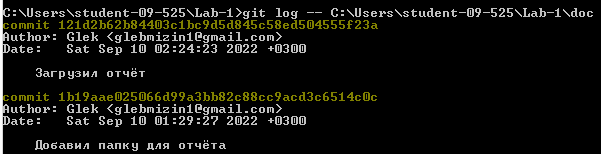 C:\Users\student-09-525\Lab-1>git log -- C:\Users\student-09-525\Lab-1\doc
commit 121d2b62b84403c1bc9d5d845c58ed504555f23a
Author: Glek <glebmizin1@gmail.com>
Date:   Sat Sep 10 02:24:23 2022 +0300
Загрузил отчёт
commit 1b19aae025066d99a3bb82c88cc9acd3c6514c0c
Author: Glek <glebmizin1@gmail.com>
Date:   Sat Sep 10 01:29:27 2022 +0300
Добавил папку для отчёта